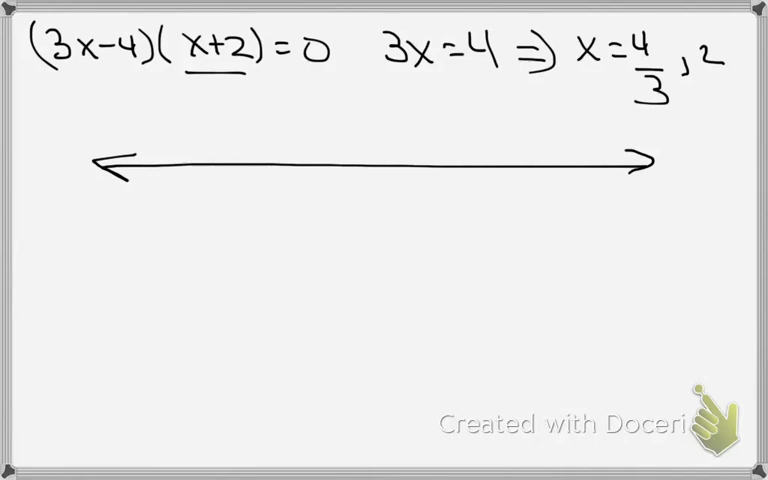 (3x-4)(x+2)=0 3x=4 => x=4/3, 2
Created with Doceri